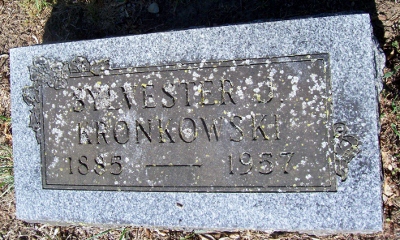 SYLVESTER J.
KRONKOWSKI
1885 — 1957